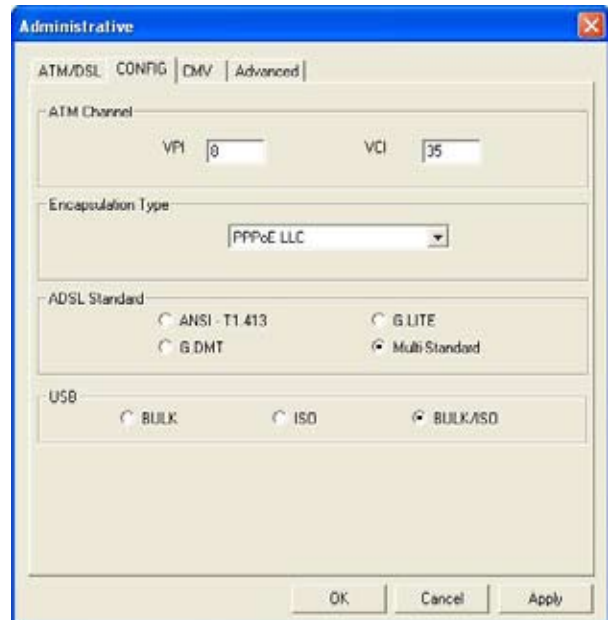 Administrative
ATM/DSL CONFIG CMV Advanced
ATM Channel
VPI 8 VCI 35
Encapsulation Type
PPPoE LLC
ADSL Standard
ANSI - T1.413 G.LITE
G.DMT Multi-Standard
USB
BULK ISO BULK/ISO
OK Cancel Apply